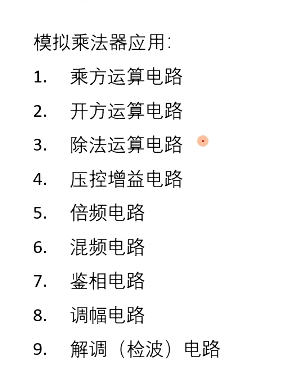 模拟乘法器应用：
1. 乘方运算电路
2. 开方运算电路
3. 除法运算电路
4. 压控增益电路
5. 倍频电路
6. 混频电路
7. 鉴相电路
8. 调幅电路
9. 解调（检波）电路